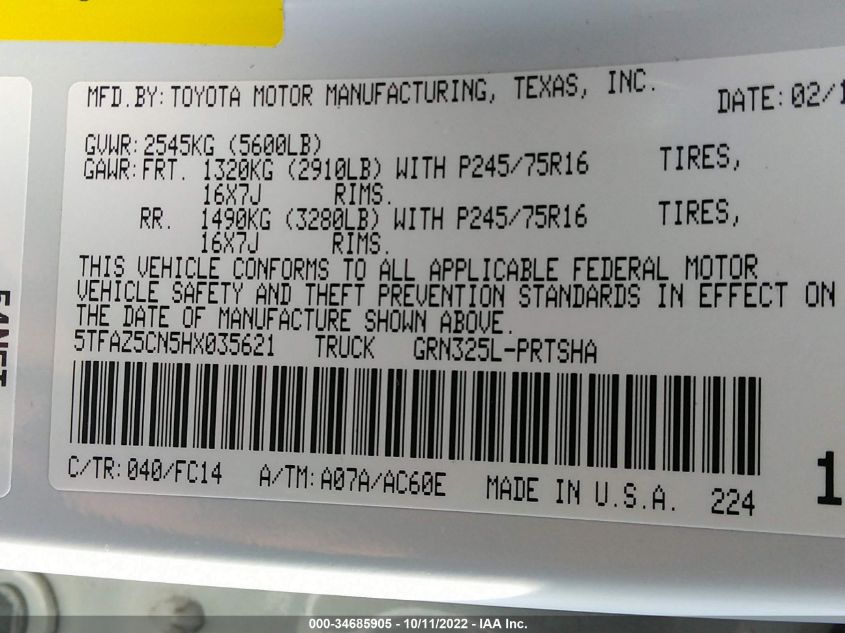 MFD.BY: TOYOTA MOTOR MANUFACTURING, TEXAS, INC. DATE: 02/1
GVWR: 2545KG (5600LB)
GAWR: FRT. 1320KG (2910LB) WITH P245/75R16 TIRES,
16X7J RIMS.
RR. 1490KG (3280LB) WITH P245/75R16 TIRES,
16X7J RIMS.
THIS VEHICLE CONFORMS TO ALL APPLICABLE FEDERAL MOTOR
VEHICLE SAFETY AND THEFT PREVENTION STANDARDS IN EFFECT ON
THE DATE OF MANUFACTURE SHOWN ABOVE.
5TFAZ5CN5HX035621 TRUCK GRN325L-PRTSHA
C/TR: 040/FC14 A/TM: A07A/AC60E MADE IN U.S.A. 224
1
000-34685905 - 10/11/2022 - IAA Inc.